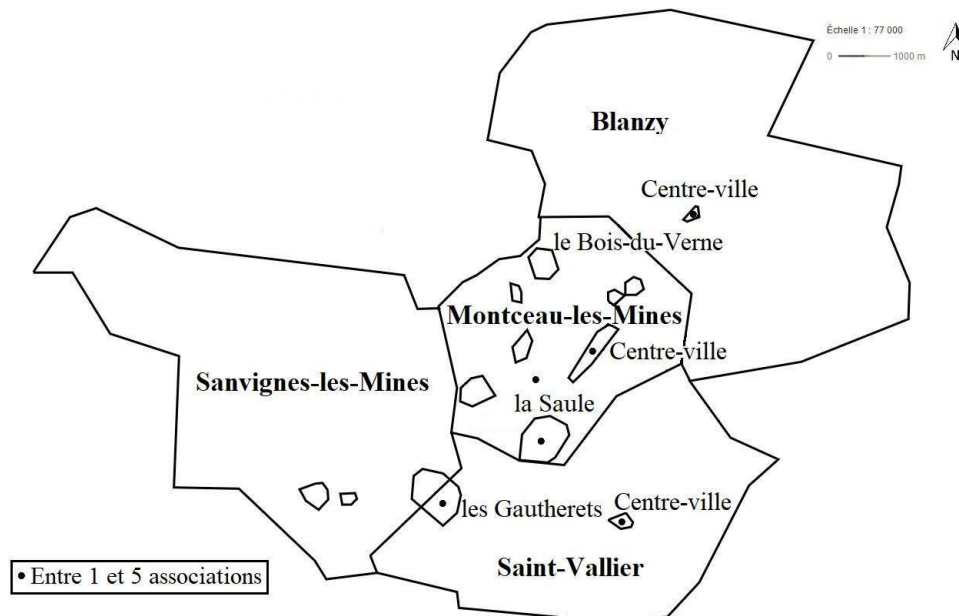 Échelle 1 : 77 000
0 1000 m
N
Blanzy
Centre-ville
le Bois-du-Verne
Montceau-les-Mines
Centre-ville
Sanvignes-les-Mines
la Saule
les Gautherets
Centre-ville
Saint-Vallier
• Entre 1 et 5 associations